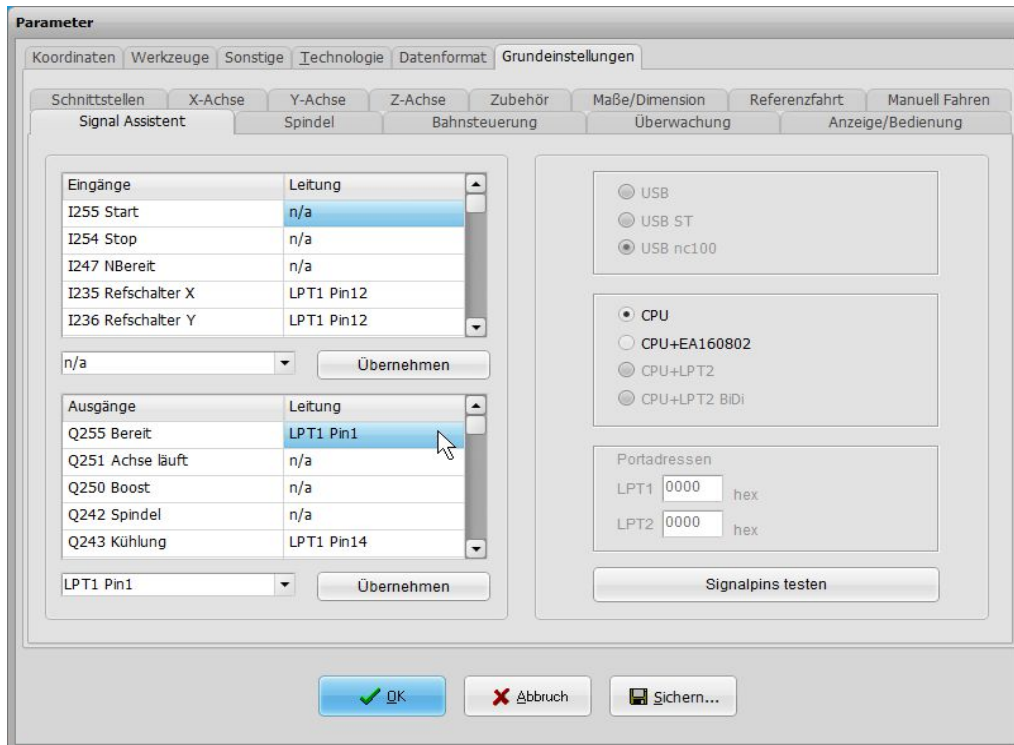 Parameter
Koordinaten Werkzeuge Sonstige Technologie Datenformat Grundeinstellungen
Schnittstellen X-Achse Y-Achse Z-Achse Zubehör Maße/Dimension Referenzfahrt Manuell Fahren
Signal Assistent Spindel Bahnsteuerung Überwachung Anzeige/Bedienung
Eingänge Leitung
I255 Start n/a
I254 Stop n/a
I247 NBereit n/a
I235 Refschalter X LPT1 Pin12
I236 Refschalter Y LPT1 Pin12
n/a Übernehmen
Ausgänge Leitung
Q255 Bereit LPT1 Pin1
Q251 Achse läuft n/a
Q250 Boost n/a
Q242 Spindel n/a
Q243 Kühlung LPT1 Pin14
LPT1 Pin1 Übernehmen
USB
USB ST
USB nc100
CPU
CPU+EA160802
CPU+LPT2
CPU+LPT2 BiDi
Portadressen
LPT1 0000 hex
LPT2 0000 hex
Signalpins testen
OK Abbruch Sichern...